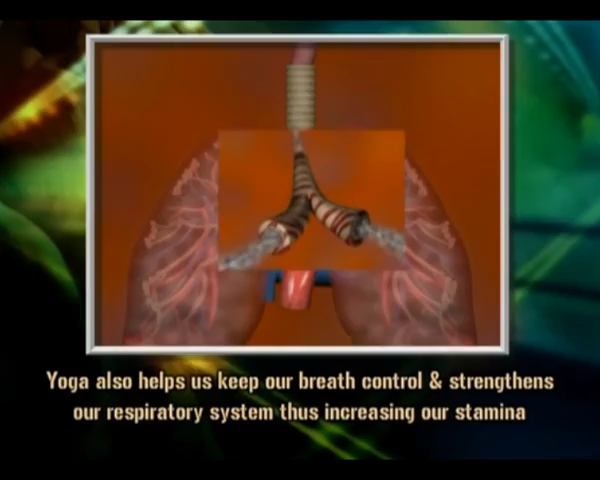 Yoga also helps us keep our breath control & strengthens
our respiratory system thus increasing our stamina